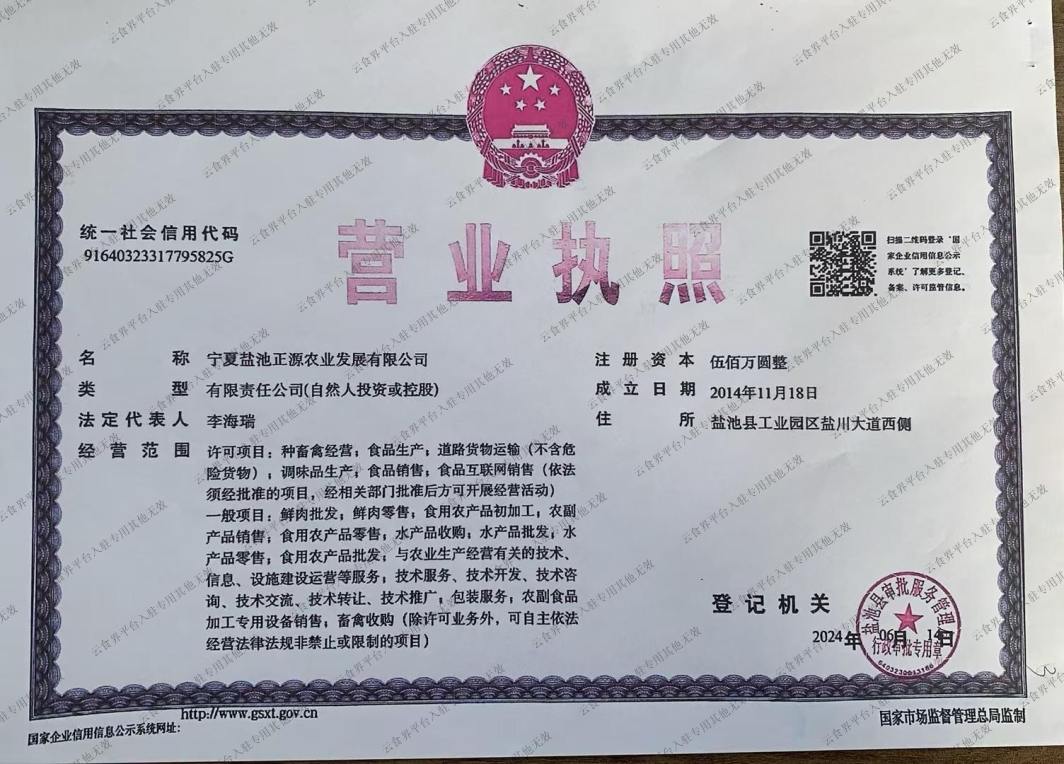 统一社会信用代码
91640323317795825G
营业执照
扫描二维码登录‘国
家企业信用信息公示
系统’了解更多登记、
备案、许可监管信息。
名称 宁夏盐池正源农业发展有限公司
类型 有限责任公司(自然人投资或控股)
法定代表人 李海瑞
经营范围 许可项目：种畜禽经营；食品生产；道路货物运输（不含危
险货物）；调味品生产；食品销售；食品互联网销售（依法
须经批准的项目，经相关部门批准后方可开展经营活动）
一般项目：鲜肉批发；鲜肉零售；食用农产品初加工；农副
产品销售；食用农产品零售；水产品收购；水产品批发；水
产品零售；食用农产品批发；与农业生产经营有关的技术、
信息、设施建设运营等服务；技术服务、技术开发、技术咨
询、技术交流、技术转让、技术推广；包装服务；农副食品
加工专用设备销售；畜禽收购（除许可业务外，可自主依法
经营法律法规非禁止或限制的项目）
注册资本 伍佰万圆整
成立日期 2014年11月18日
住所 盐池县工业园区盐川大道西侧
登记机关
2024年06月14日
盐池县审批服务管理
行政审批专用章
http://www.gsxt.gov.cn
国家企业信用信息公示系统网址：
国家市场监督管理总局监制
云食界平台入驻专用其他无效